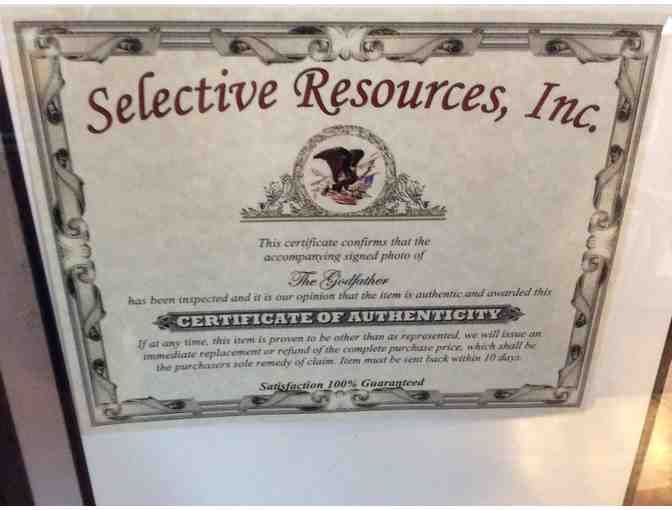 Selective Resources, Inc.
This certificate confirms that the
accompanying signed photo of
The Godfather
has been inspected and it is our opinion that the item is authentic and awarded this
CERTIFICATE OF AUTHENTICITY
If at any time, this item is proven to be other than as represented, we will issue an
immediate replacement or refund of the complete purchase price, which shall be
the purchasers sole remedy of claim. Item must be sent back within 10 days.
Satisfaction 100% Guaranteed